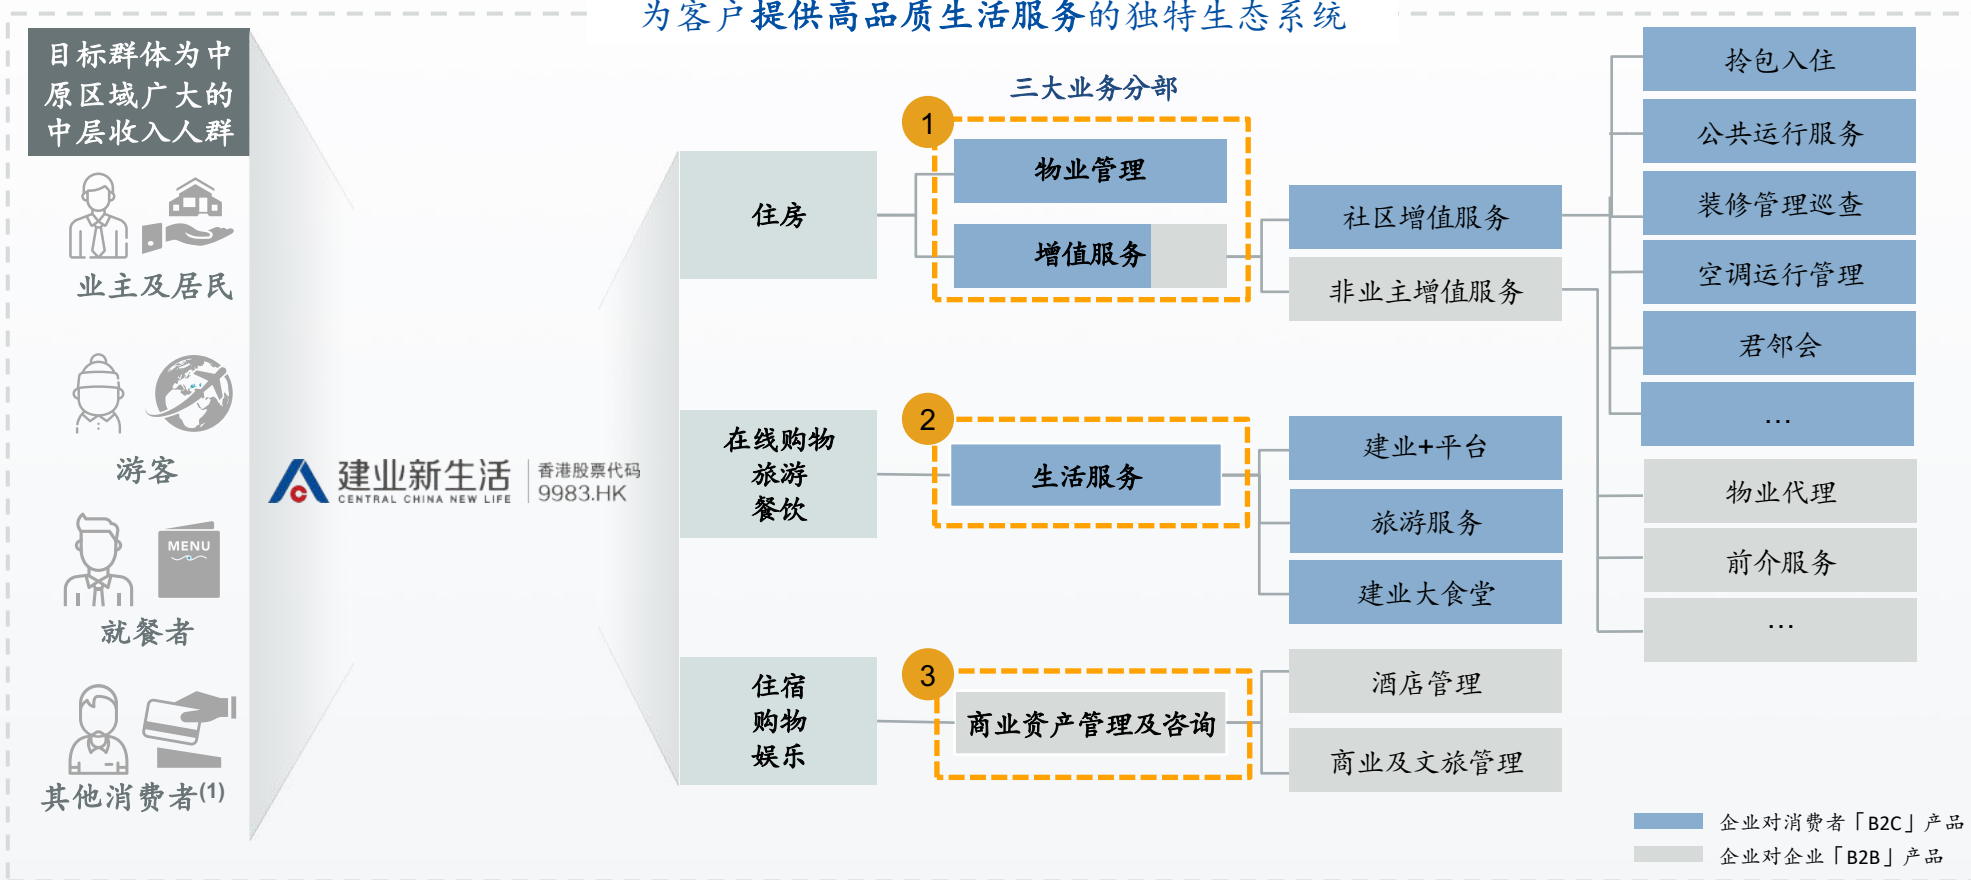 为客户提供高品质生活服务的独特生态系统
目标群体为中
原区域广大的
中层收入人群
业主及居民
游客
MENU
就餐者
其他消费者(1)
建业新生活
CENTRAL CHINA NEW LIFE
香港股票代码
9983.HK
三大业务分部
住房
1
物业管理
增值服务
社区增值服务
非业主增值服务
拎包入住
公共运行服务
装修管理巡查
空调运行管理
君邻会
...
物业代理
前介服务
...
在线购物
旅游
餐饮
2
生活服务
建业+平台
旅游服务
建业大食堂
住宿
购物
娱乐
3
商业资产管理及咨询
酒店管理
商业及文旅管理
企业对消费者「B2C」产品
企业对企业「B2B」产品